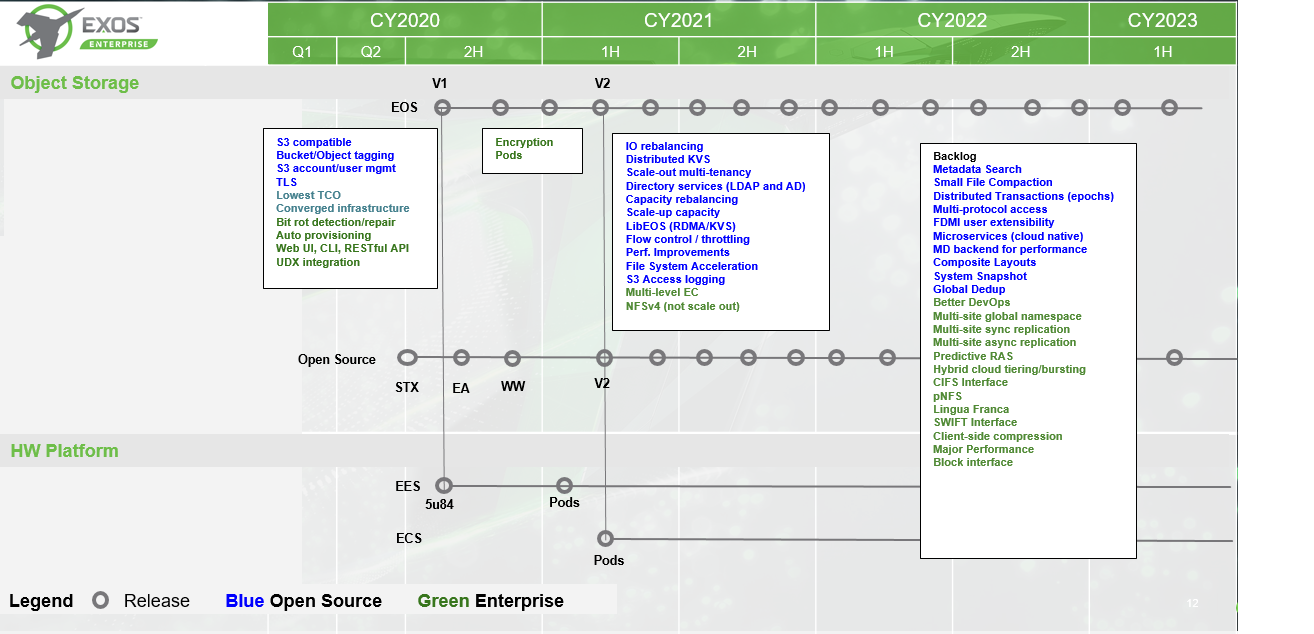 EXOS
ENTERPRISE
CY2020 CY2021 CY2022 CY2023
Q1 Q2 2H 1H 2H 1H 2H 1H
Object Storage
V1 V2
EOS
S3 compatible
Bucket/Object tagging
S3 account/user mgmt
TLS
Lowest TCO
Converged infrastructure
Bit rot detection/repair
Auto provisioning
Web UI, CLI, RESTful API
UDX integration
Encryption
Pods
IO rebalancing
Distributed KVS
Scale-out multi-tenancy
Directory services (LDAP and AD)
Capacity rebalancing
Scale-up capacity
LibEOS (RDMA/KVS)
Flow control / throttling
Perf. Improvements
File System Acceleration
S3 Access logging
Multi-level EC
NFSv4 (not scale out)
Backlog
Metadata Search
Small File Compaction
Distributed Transactions (epochs)
Multi-protocol access
FDMI user extensibility
Microservices (cloud native)
MD backend for performance
Composite Layouts
System Snapshot
Global Dedup
Better DevOps
Multi-site global namespace
Multi-site sync replication
Multi-site async replication
Predictive RAS
Hybrid cloud tiering/bursting
CIFS Interface
pNFS
Lingua Franca
SWIFT Interface
Client-side compression
Major Performance
Block interface
Open Source
STX EA WW V2
HW Platform
EES
5u84 Pods
ECS
Pods
Legend Release Blue Open Source Green Enterprise
12